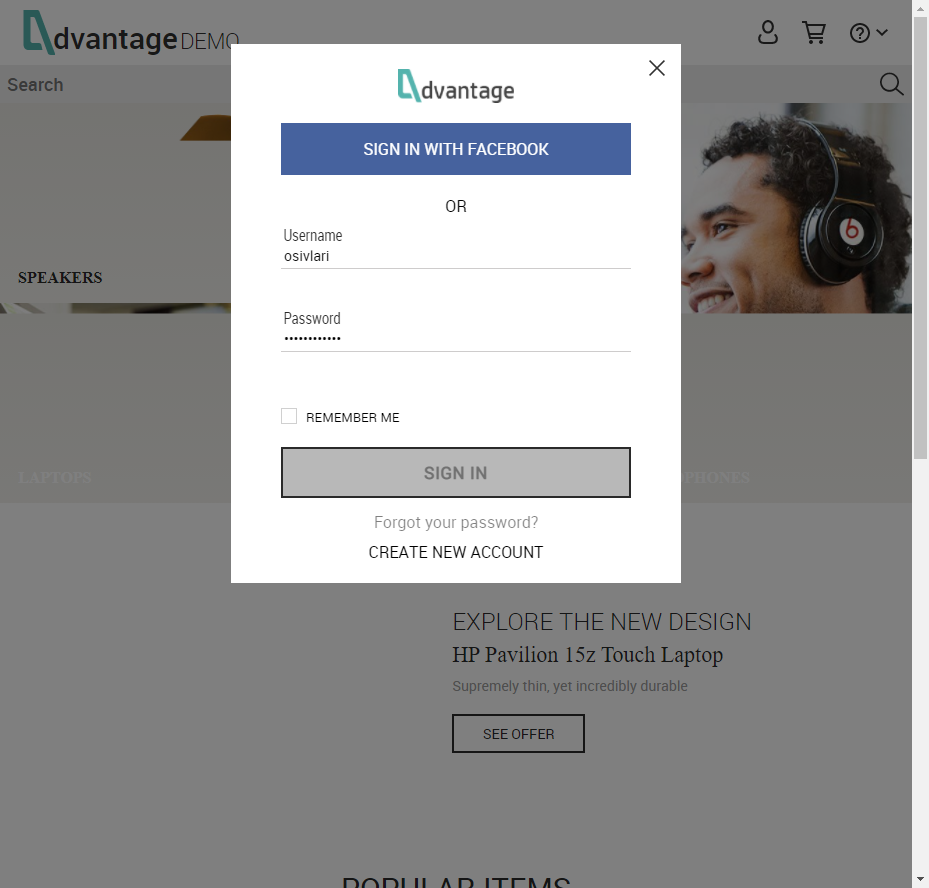 dvantage DEMO
Search
dvantage
SIGN IN WITH FACEBOOK
OR
Username
osivlari
Password
••••••••••••
REMEMBER ME
SIGN IN
Forgot your password?
CREATE NEW ACCOUNT
SPEAKERS
LAPTOPS
PHONES
EXPLORE THE NEW DESIGN
HP Pavilion 15z Touch Laptop
Supremely thin, yet incredibly durable
SEE OFFER
POPULAR ITEMS